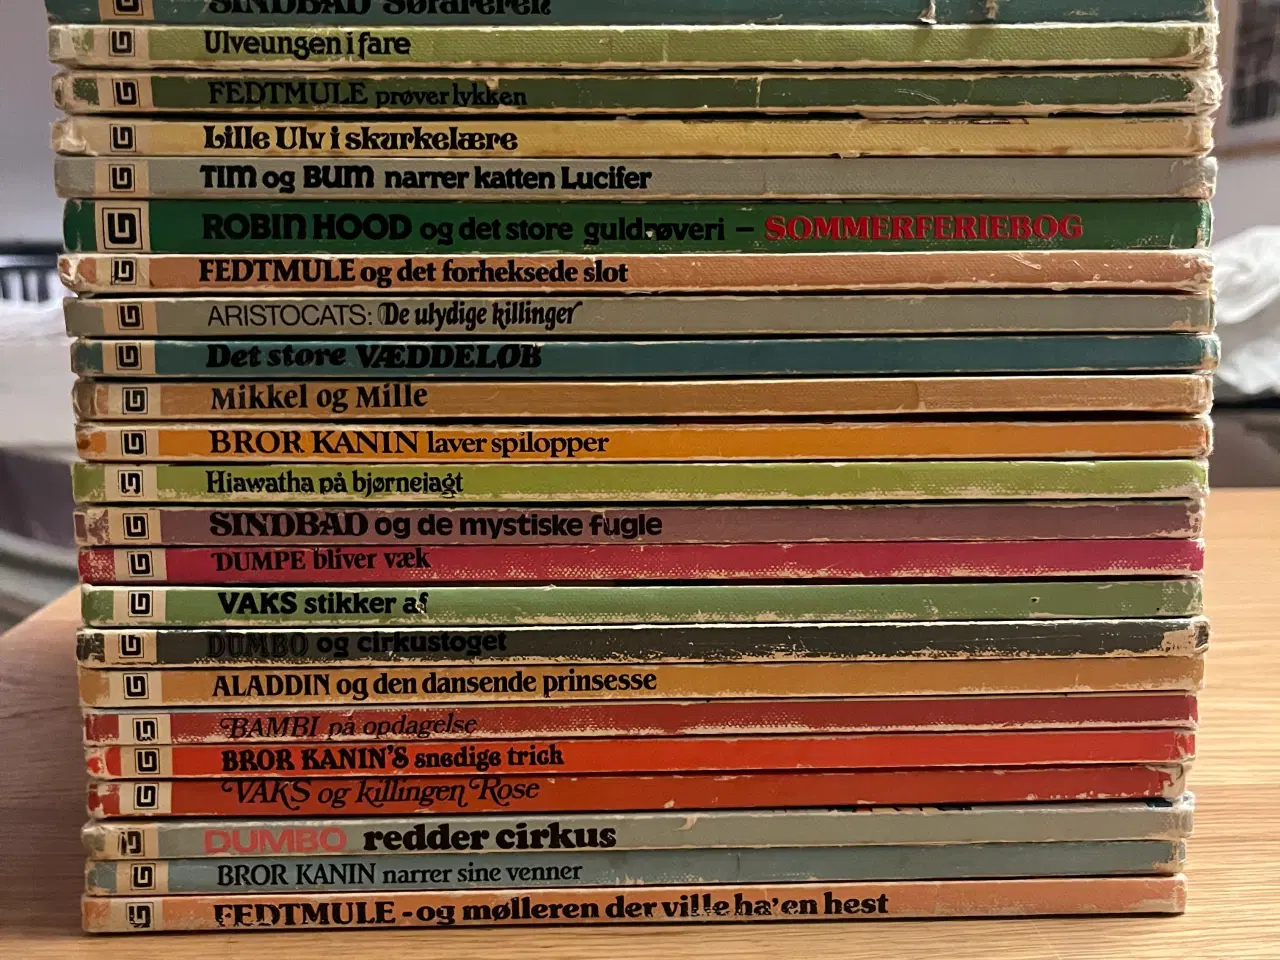 SINDBAD Søfareren
Ulveungen i fare
FEDTMULE prøver lykken
Lille Ulv i skurkelære
TIM og BUM narrer katten Lucifer
ROBIN HOOD og det store guldrøveri – SOMMERFERIEBOG
FEDTMULE og det forheksede slot
ARISTOCATS: De ulydige killinger
Det store VÆDDELØB
Mikkel og Mille
BROR KANIN laver spilopper
Hiawatha på bjørnejagt
SINDBAD og de mystiske fugle
DUMPE bliver væk
VAKS stikker af
DUMBO og cirkustoget
ALADDIN og den dansende prinsesse
BAMBI på opdagelse
BROR KANIN'S snedige trick
VAKS og killingen Rose
DUMBO redder cirkus
BROR KANIN narrer sine venner
FEDTMULE - og mølleren der ville ha' en hest